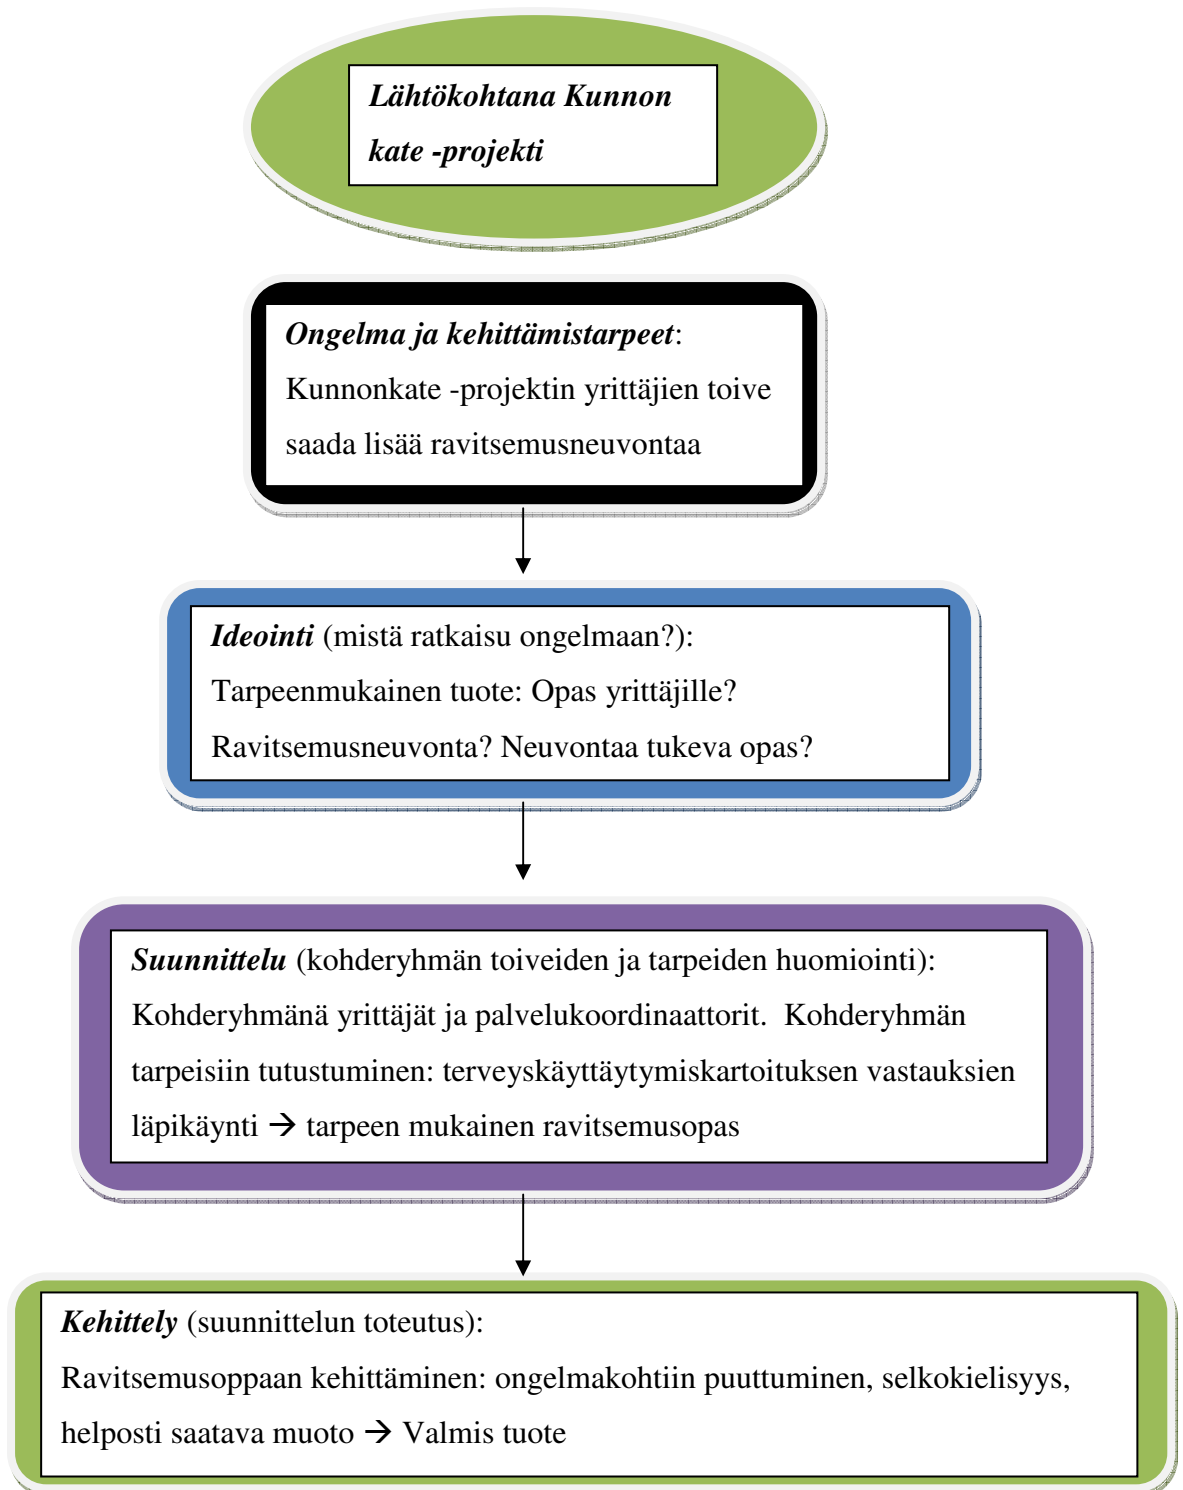 Lähtökohtana Kunnon
kate -projekti
Ongelma ja kehittämistarpeet:
Kunnonkate -projektin yrittäjien toive
saada lisää ravitsemusneuvontaa
Ideointi (mistä ratkaisu ongelmaan?):
Tarpeenmukainen tuote: Opas yrittäjille?
Ravitsemusneuvonta? Neuvontaa tukeva opas?
Suunnittelu (kohderyhmän toiveiden ja tarpeiden huomiointi):
Kohderyhmänä yrittäjät ja palvelukoordinaattorit.  Kohderyhmän
tarpeisiin tutustuminen: terveyskäyttäytymiskartoituksen vastauksien
läpikäynti → tarpeen mukainen ravitsemusopas
Kehittely (suunnittelun toteutus):
Ravitsemusoppaan kehittäminen: ongelmakohtiin puuttuminen, selkokielisyys,
helposti saatava muoto → Valmis tuote